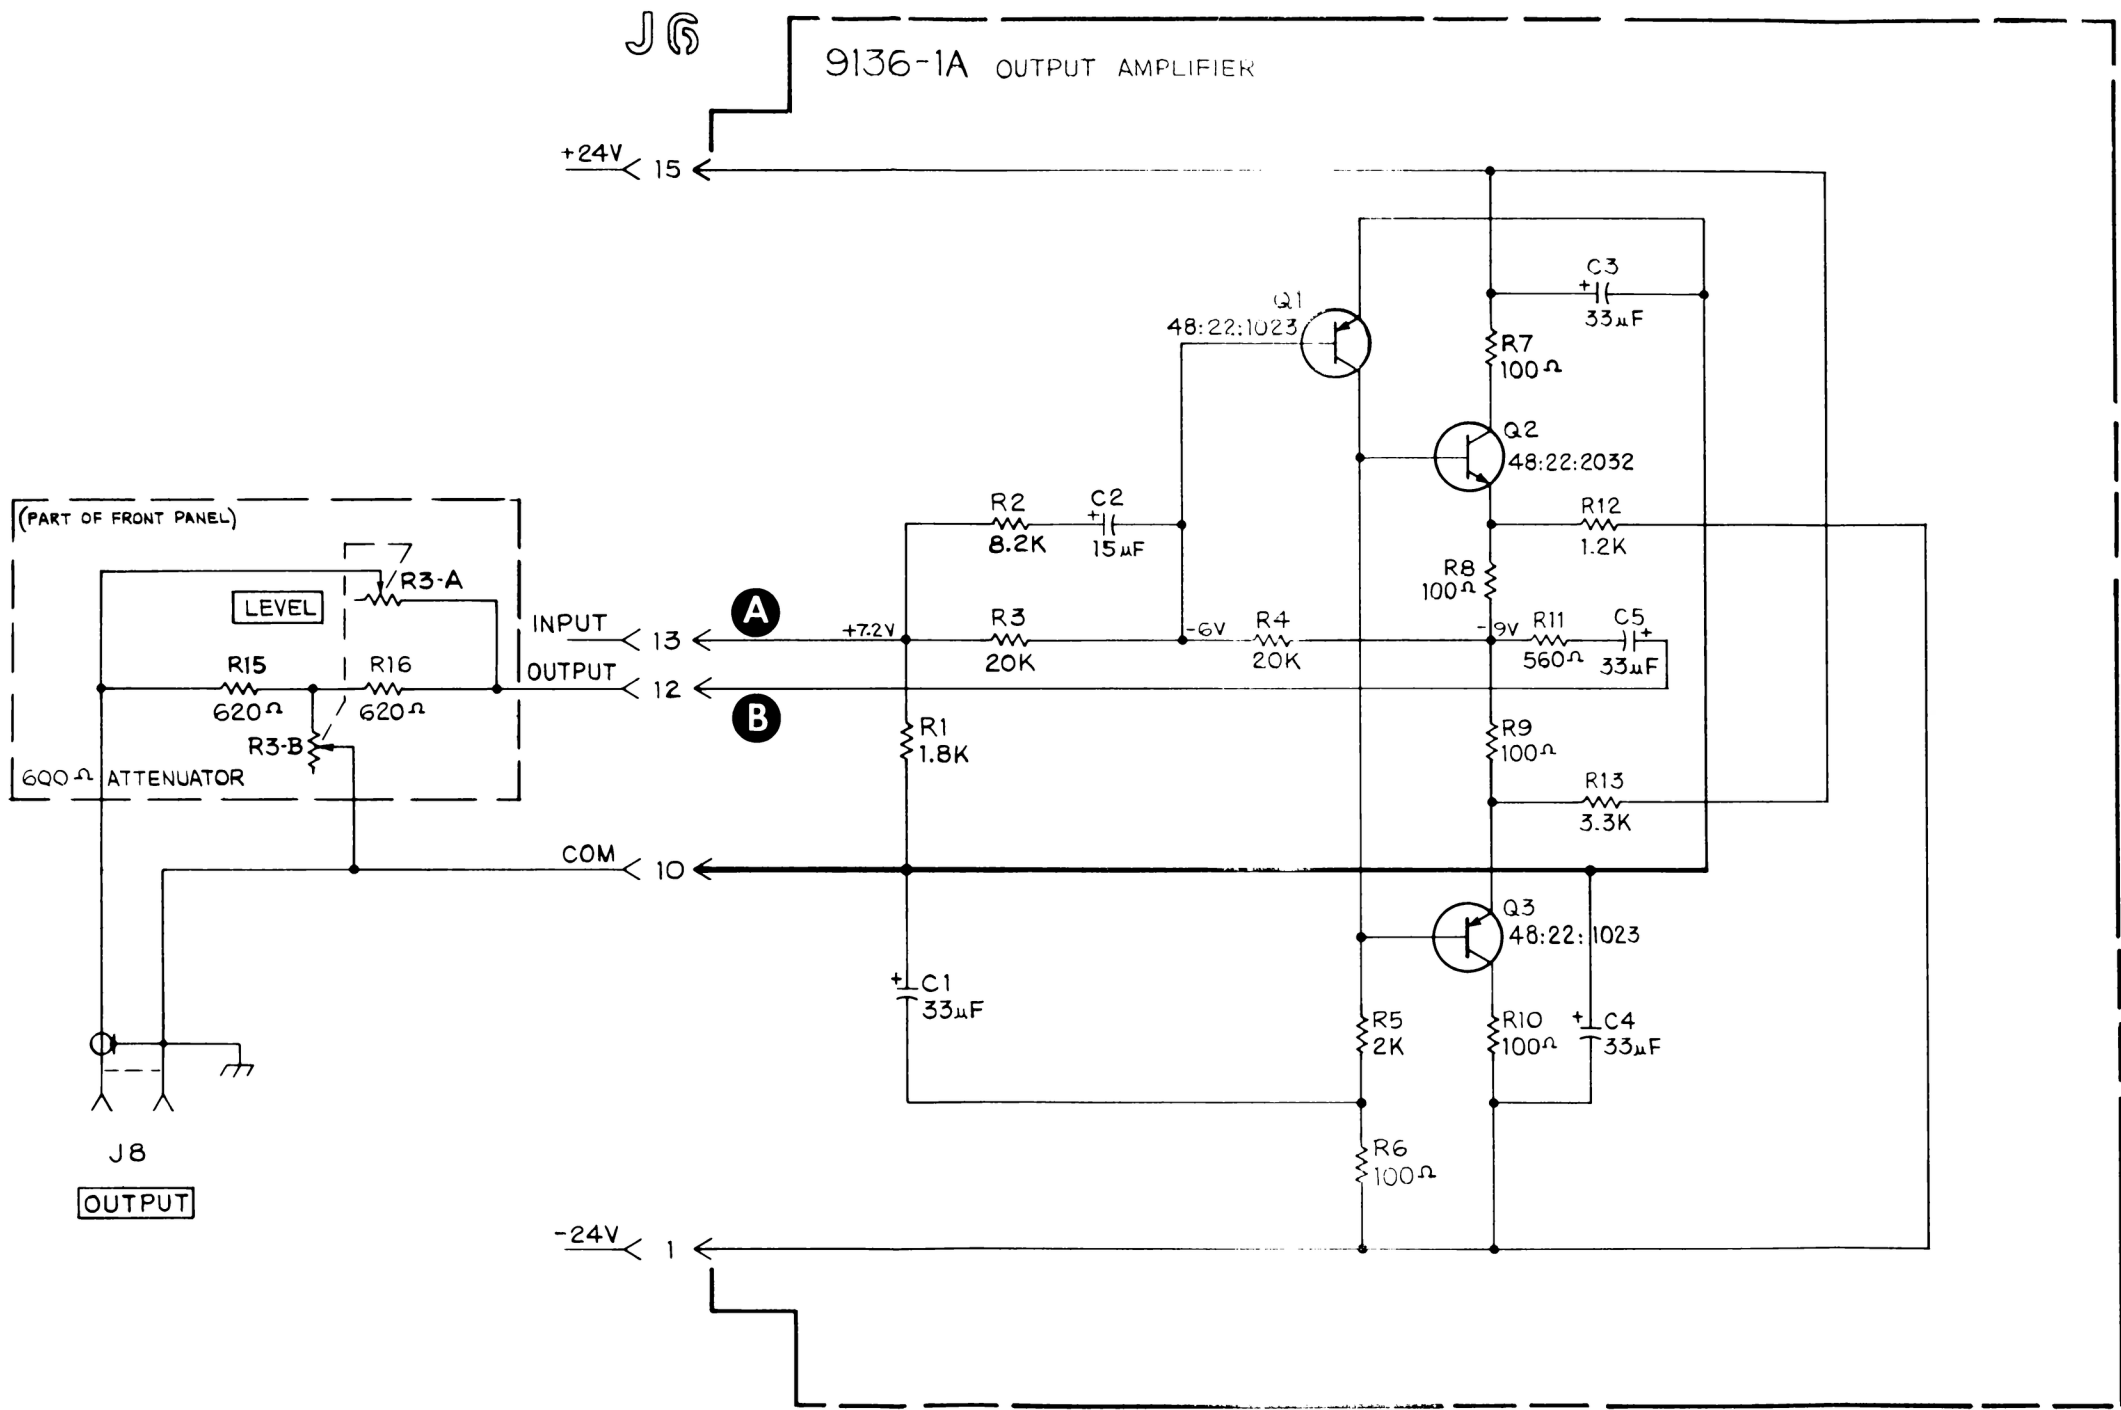 J6
9136-1A OUTPUT AMPLIFIER
+24V 15
Q1
48:22:1023
+ C3
33µF
R7
100Ω
Q2
48:22:2032
R2
8.2K
C2
+
15µF
R12
1.2K
R8
100Ω
(PART OF FRONT PANEL)
R3-A
LEVEL
R15
620Ω
R16
620Ω
R3-B
600Ω ATTENUATOR
INPUT 13
A
OUTPUT 12
B
+7.2V
R3
20K
-6V
R4
20K
-9V
R11
560Ω
C5
+
33µF
R1
1.8K
R9
100Ω
R13
3.3K
COM 10
Q3
48:22:1023
+ C1
33µF
R5
2K
R10
100Ω
+ C4
33µF
R6
100Ω
J8
OUTPUT
-24V 1